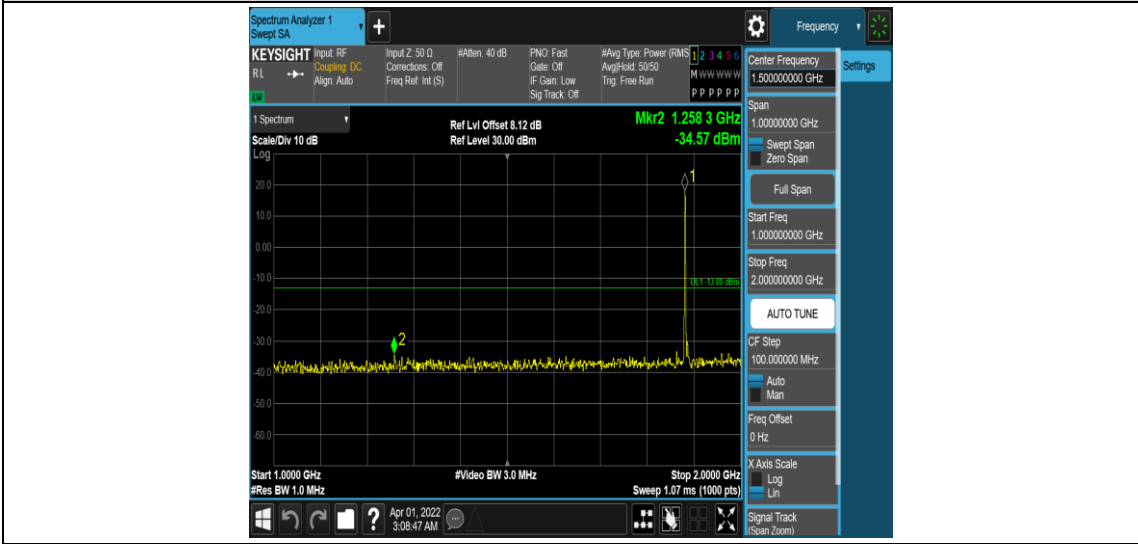 Spectrum Analyzer 1
Swept SA
+
Frequency
KEYSIGHT
RL
LNI
Input: RF
Coupling: DC
Align: Auto
Input Z: 50 Ω
Corrections: Off
Freq Ref: Int (S)
#Atten: 40 dB
PNO: Fast
Gate: Off
IF Gain: Low
Sig Track: Off
#Avg Type: Power (RMS
Avg|Hold: 50/50
Trig: Free Run
1 2 3 4 5 6
M W W W W W
P P P P P P
1 Spectrum
Scale/Div 10 dB
Ref Lvl Offset 8.12 dB
Ref Level 30.00 dBm
Mkr2 1.258 3 GHz
-34.57 dBm
Log
20.0
10.0
0.00
-10.0
-20.0
-30.0
-40.0
-50.0
-60.0
1
2
DL1 -13.00 dBm
Start 1.0000 GHz
#Res BW 1.0 MHz
#Video BW 3.0 MHz
Stop 2.0000 GHz
Sweep 1.07 ms (1000 pts)
Apr 01, 2022
3:08:47 AM
?
Center Frequency
1.500000000 GHz
Settings
Span
1.00000000 GHz
Swept Span
Zero Span
Full Span
Start Freq
1.000000000 GHz
Stop Freq
2.000000000 GHz
AUTO TUNE
CF Step
100.000000 MHz
Auto
Man
Freq Offset
0 Hz
X Axis Scale
Log
Lin
Signal Track
(Span Zoom)